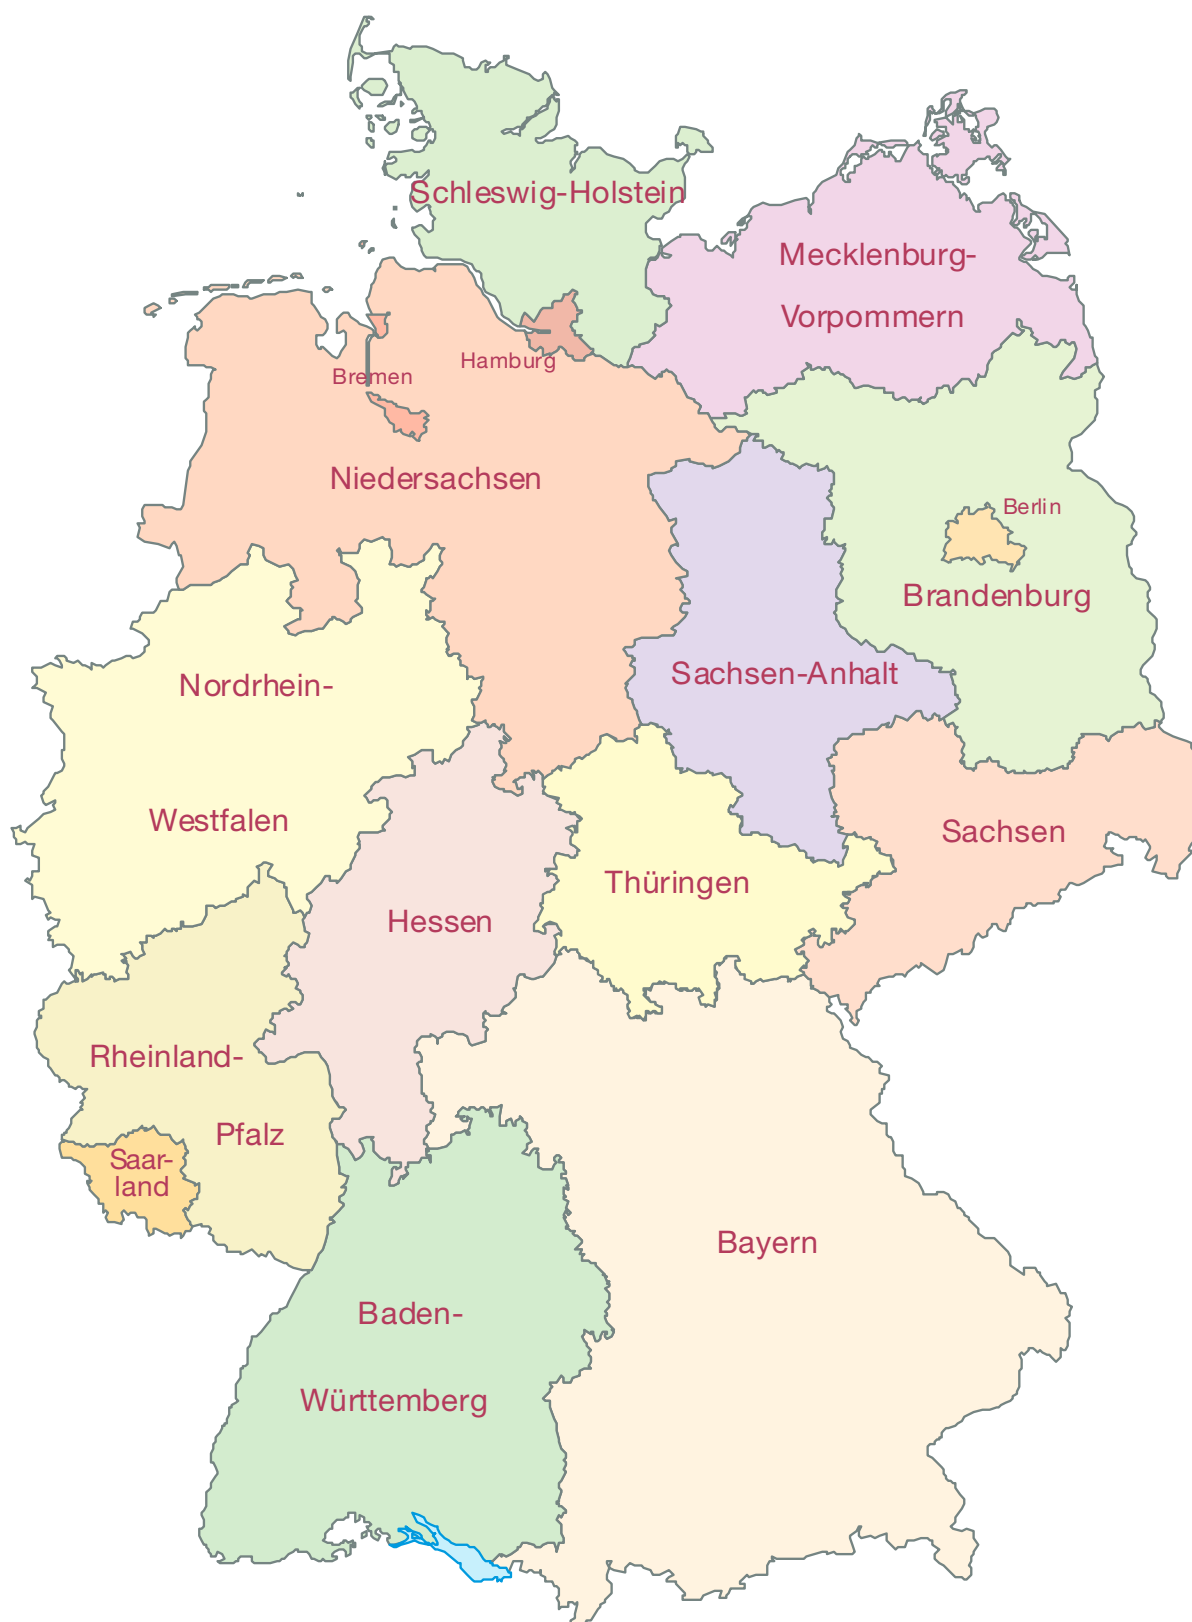 Schleswig-Holstein
Mecklenburg-
Vorpommern
Hamburg
Bremen
Niedersachsen
Berlin
Brandenburg
Sachsen-Anhalt
Nordrhein-
Westfalen
Sachsen
Thüringen
Hessen
Rheinland-
Pfalz
Saar-
land
Bayern
Baden-
Württemberg